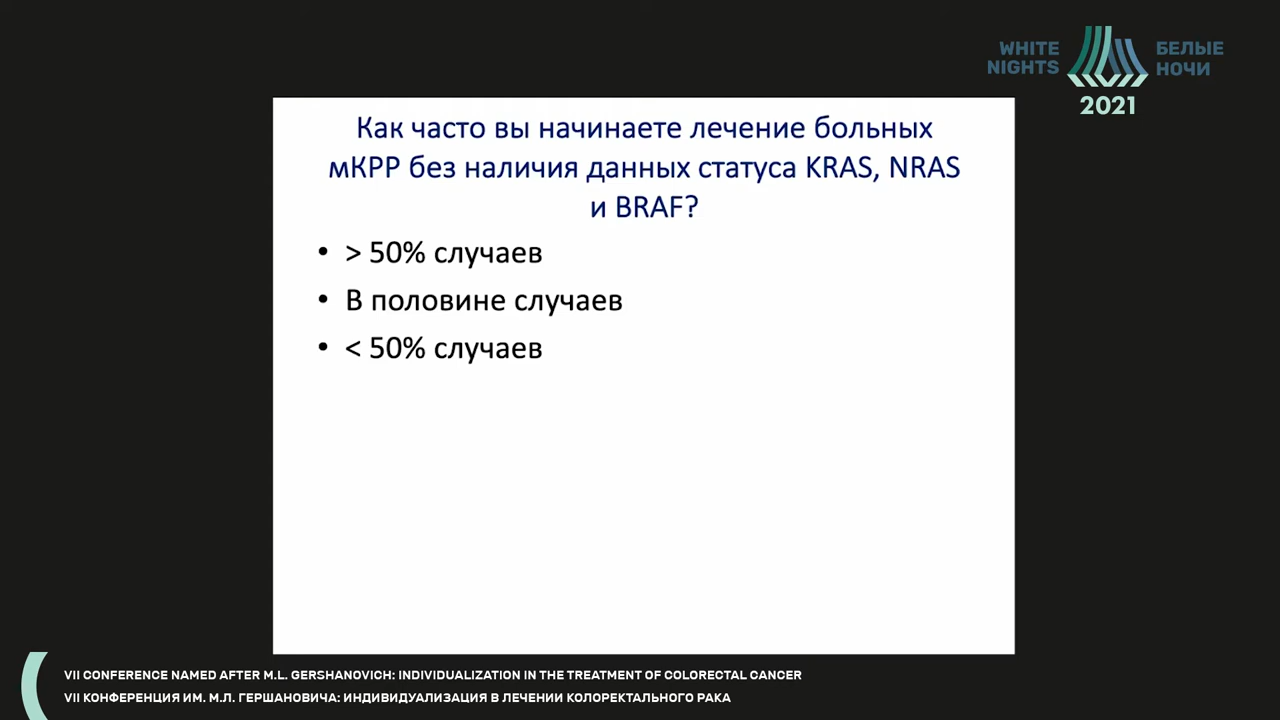 WHITE
NIGHTS
БЕЛЫЕ
НОЧИ
2021
Как часто вы начинаете лечение больных
мКРР без наличия данных статуса KRAS, NRAS
и BRAF?
• > 50% случаев
• В половине случаев
• < 50% случаев
VII CONFERENCE NAMED AFTER M.L. GERSHANOVICH: INDIVIDUALIZATION IN THE TREATMENT OF COLORECTAL CANCER
VII КОНФЕРЕНЦИЯ ИМ. М.Л. ГЕРШАНОВИЧА: ИНДИВИДУАЛИЗАЦИЯ В ЛЕЧЕНИИ КОЛОРЕКТАЛЬНОГО РАКА